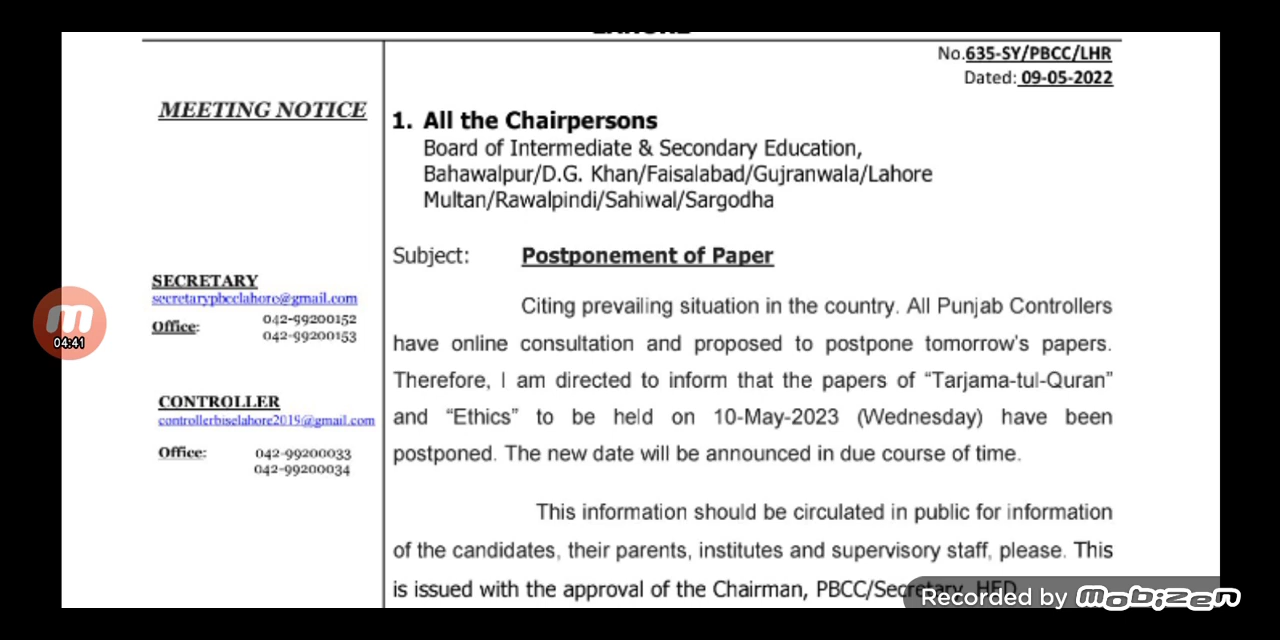 No.635-SY/PBCC/LHR
Dated: 09-05-2022
MEETING NOTICE
1. All the Chairpersons
Board of Intermediate & Secondary Education,
Bahawalpur/D.G. Khan/Faisalabad/Gujranwala/Lahore
Multan/Rawalpindi/Sahiwal/Sargodha
Subject: Postponement of Paper
SECRETARY
secretarypbcclahore@gmail.com
Office: 042-99200152
042-99200153
CONTROLLER
controllerbiselahore2019@gmail.com
Office: 042-99200033
042-99200034
Citing prevailing situation in the country. All Punjab Controllers
have online consultation and proposed to postpone tomorrow's papers.
Therefore, I am directed to inform that the papers of “Tarjama-tul-Quran”
and “Ethics” to be held on 10-May-2023 (Wednesday) have been
postponed. The new date will be announced in due course of time.
This information should be circulated in public for information
of the candidates, their parents, institutes and supervisory staff, please. This
is issued with the approval of the Chairman, PBCC/Secretary, HED
04:41
Recorded by Mobizen